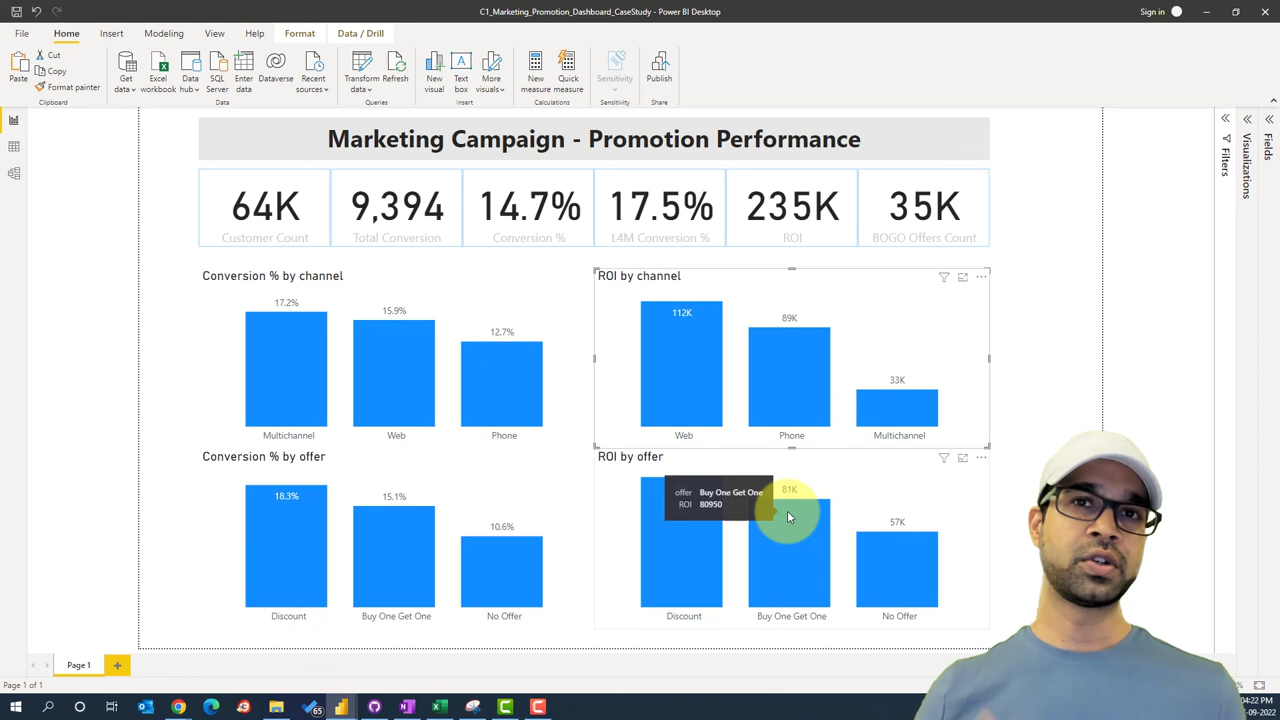 C1_Marketing_Promotion_Dashboard_CaseStudy - Power BI Desktop
Sign in
File Home Insert Modeling View Help Format Data / Drill
Paste
Cut
Copy
Format painter
Get data
Excel workbook
Data hub
SQL Server
Enter data
Dataverse
Recent sources
Transform data
Refresh
New visual
Text box
More visuals
New measure
Quick measure
Sensitivity
Publish
Clipboard Data Queries Insert Calculations Sensitivity Share
Marketing Campaign - Promotion Performance
64K 9,394 14.7% 17.5% 235K 35K
Customer Count Total Conversion Conversion % L4M Conversion % ROI BOGO Offers Count
Conversion % by channel
17.2% 15.9% 12.7%
Multichannel Web Phone
ROI by channel
112K 89K 33K
Web Phone Multichannel
Conversion % by offer
18.3% 15.1% 10.6%
Discount Buy One Get One No Offer
ROI by offer
81K 57K
offer Buy One Get One
ROI 80950
Discount Buy One Get One No Offer
Filters
Visualizations
Fields
Page 1
Page 1 of 1
65
04:22 PM
-09-2022